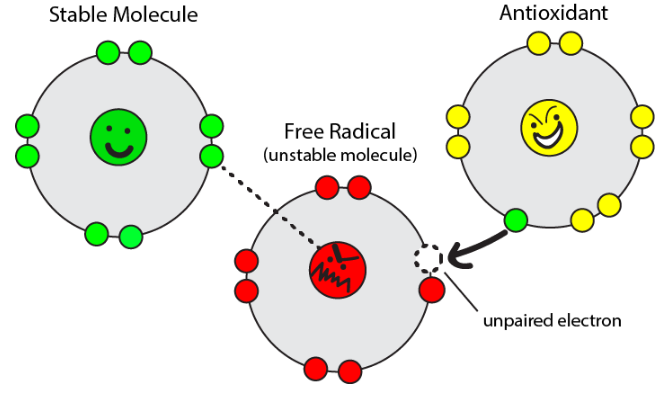 Stable Molecule
Antioxidant
Free Radical
(unstable molecule)
unpaired electron